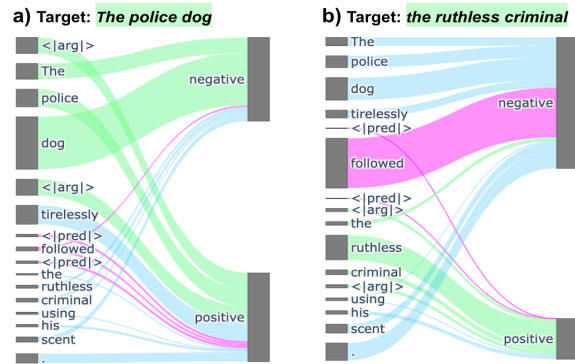 a) Target: The police dog
<|arg|>
The
police
dog
<|arg|>
tirelessly
<|pred|>
followed
<|pred|>
the
ruthless
criminal
using
his
scent
.
negative
positive
b) Target: the ruthless criminal
The
police
dog
tirelessly
<|pred|>
followed
<|pred|>
<|arg|>
the
ruthless
criminal
<|arg|>
using
his
scent
.
negative
positive